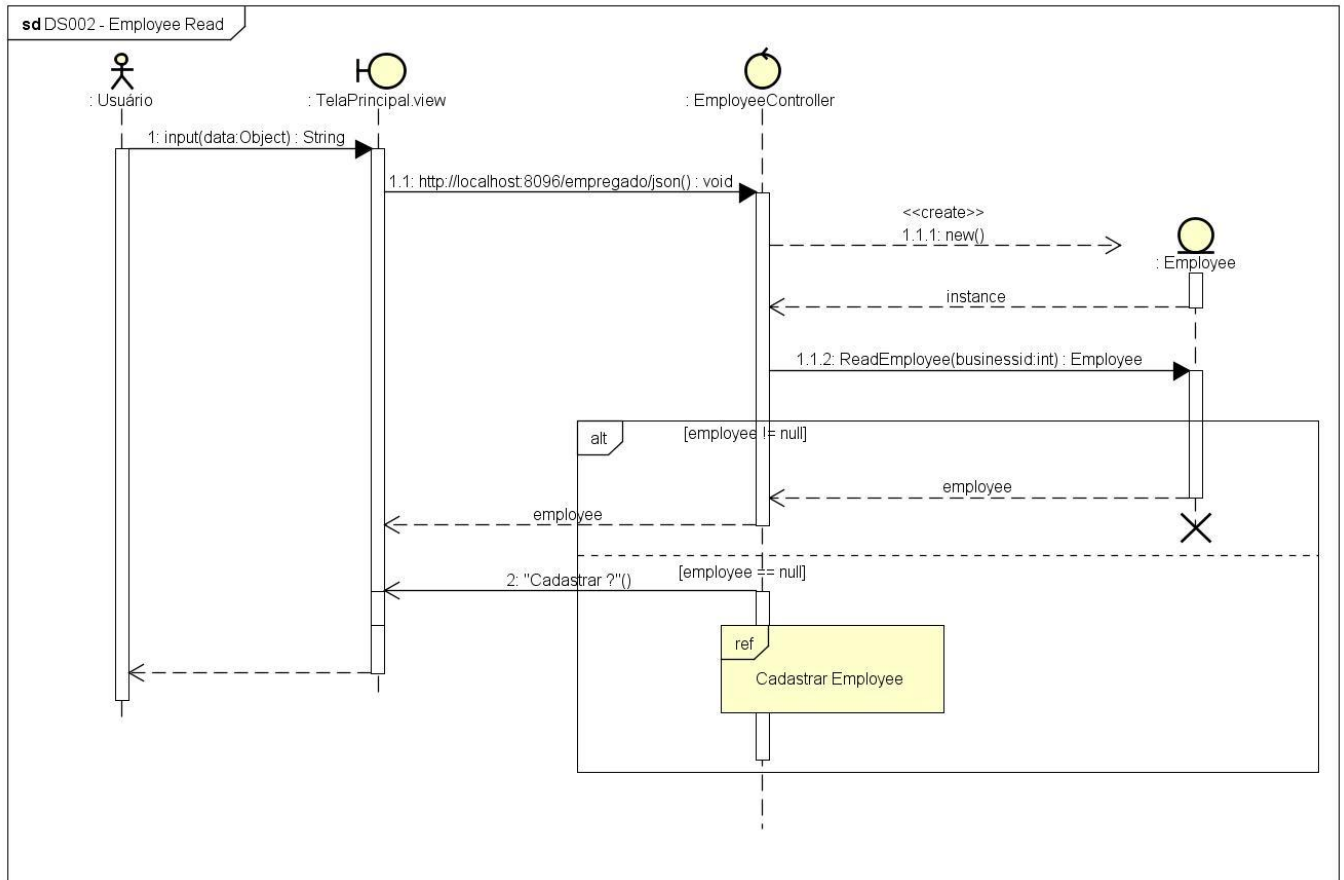 sd DS002 - Employee Read
: Usuário
: TelaPrincipal.view
: EmployeeController
1: input(data:Object) : String
1.1: http://localhost:8096/empregado/json() : void
<<create>>
1.1.1: new()
: Employee
instance
1.1.2: ReadEmployee(businessid:int) : Employee
alt
[employee != null]
employee
employee
[employee == null]
2: "Cadastrar ?"()
ref
Cadastrar Employee